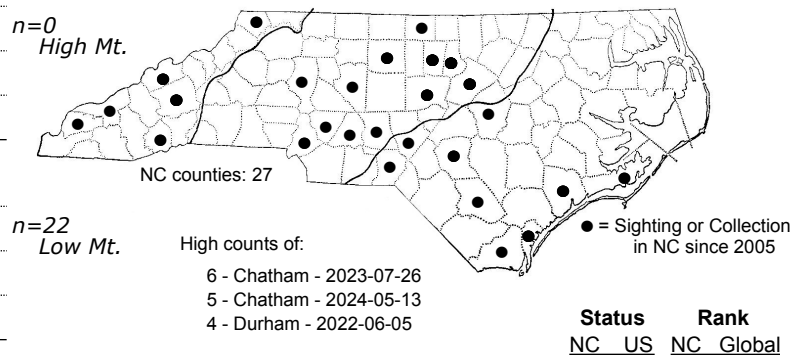 n=0
High Mt.
NC counties: 27
n=22
Low Mt.
High counts of:
6 - Chatham - 2023-07-26
5 - Chatham - 2024-05-13
4 - Durham - 2022-06-05
● = Sighting or Collection
in NC since 2005
Status Rank
NC US NC Global